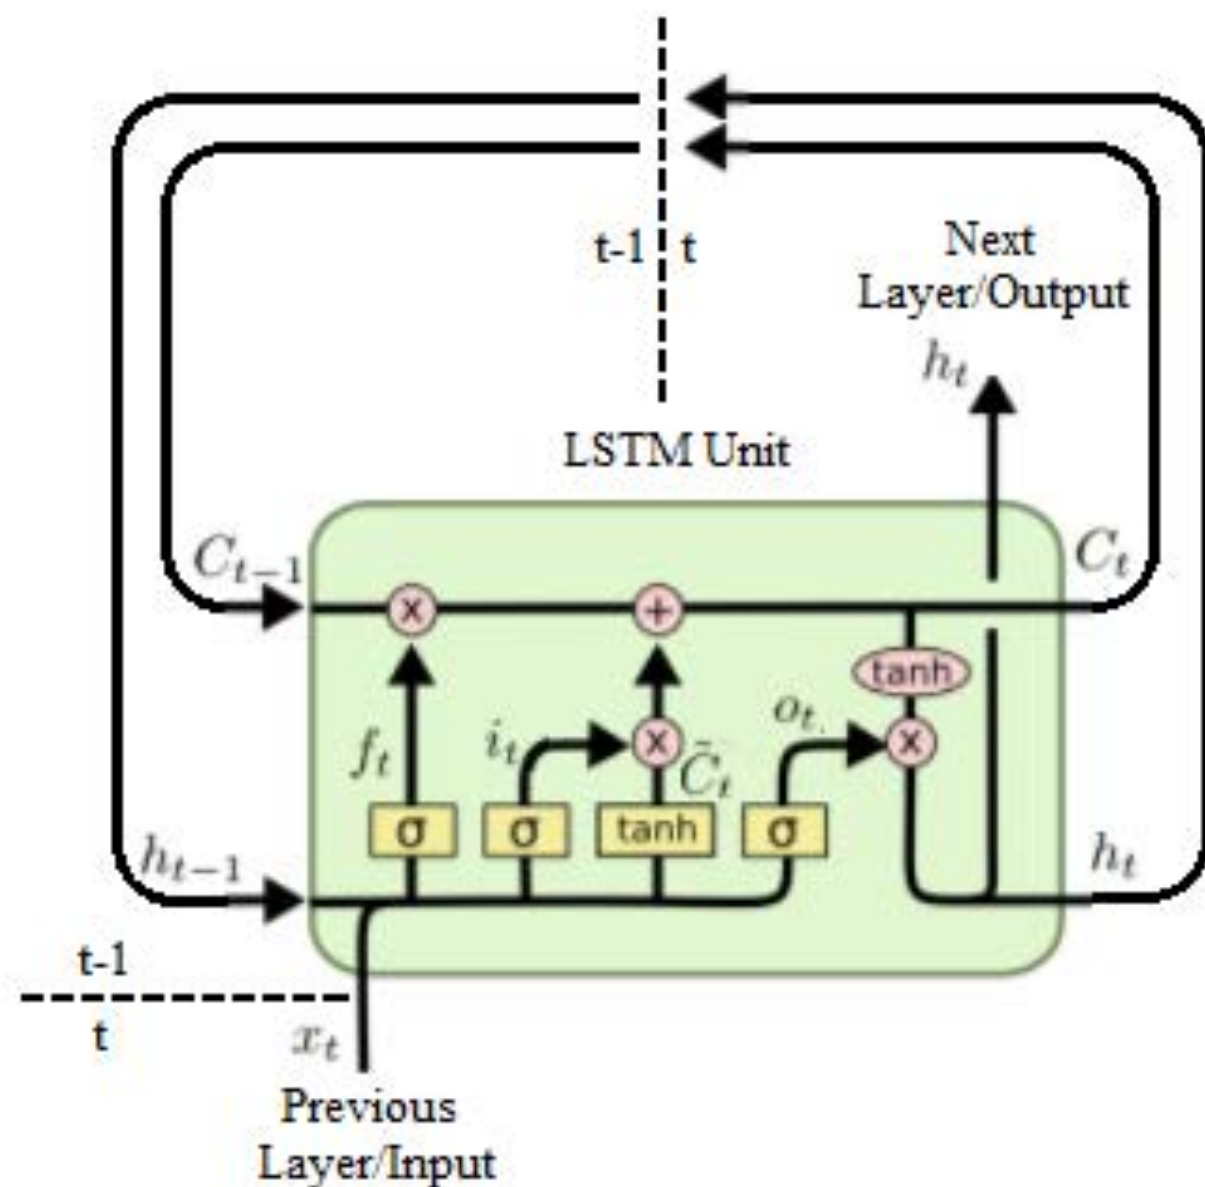 t-1 t
Next
Layer/Output
h_t
LSTM Unit
C_{t-1}
C_t
x
+
tanh
f_t
i_t
x
C̃_t
o_t
x
σ
σ
tanh
σ
h_{t-1}
h_t
t-1
t
x_t
Previous
Layer/Input